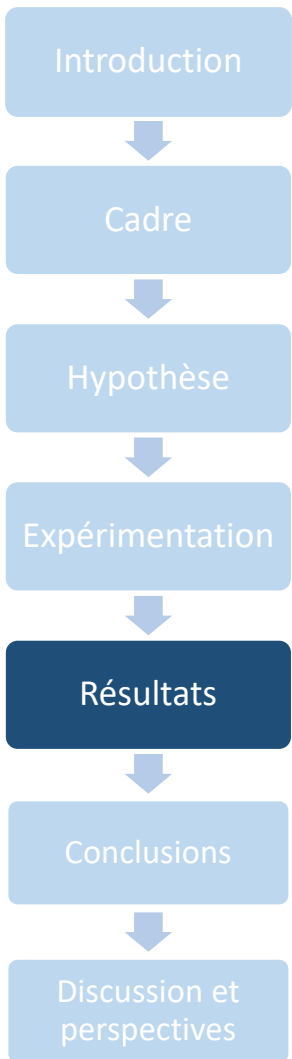 Introduction
Cadre
Hypothèse
Expérimentation
Résultats
Conclusions
Discussion et
perspectives